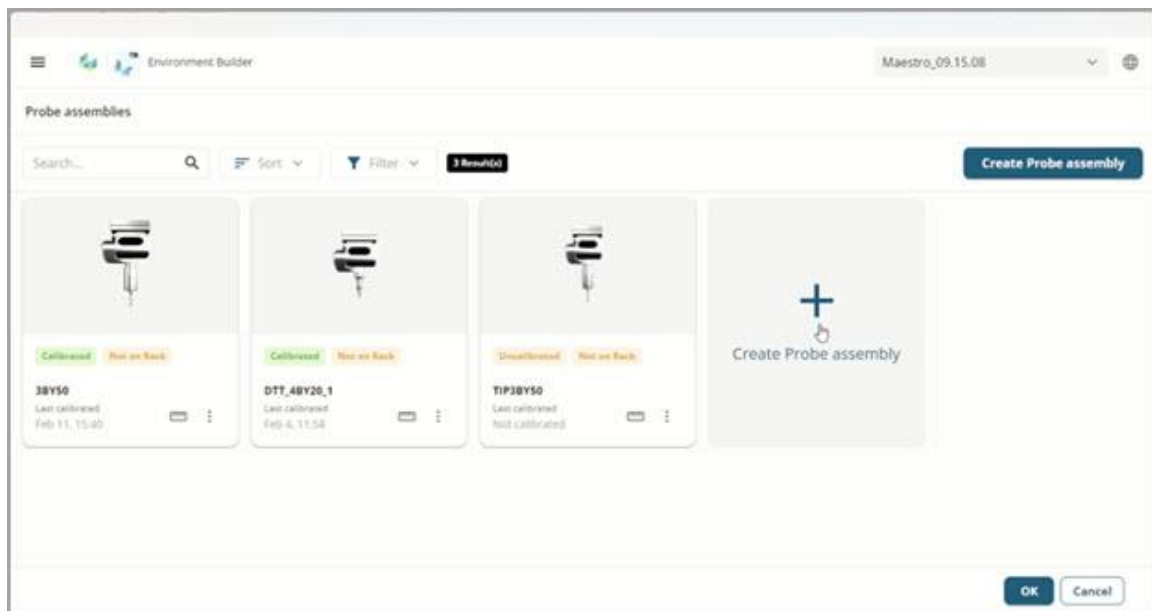 Environment Builder
Maestro_09.15.08
Probe assemblies
Search...
Sort
Filter
3 Result(s)
Create Probe assembly
Calibrated
Not on Rack
3BY50
Last calibrated
Feb 11, 15:40
Calibrated
Not on Rack
DTT_4BY20_1
Last calibrated
Feb 4, 11:58
Uncalibrated
Not on Rack
TIP3BY50
Last calibrated
Not calibrated
Create Probe assembly
OK
Cancel